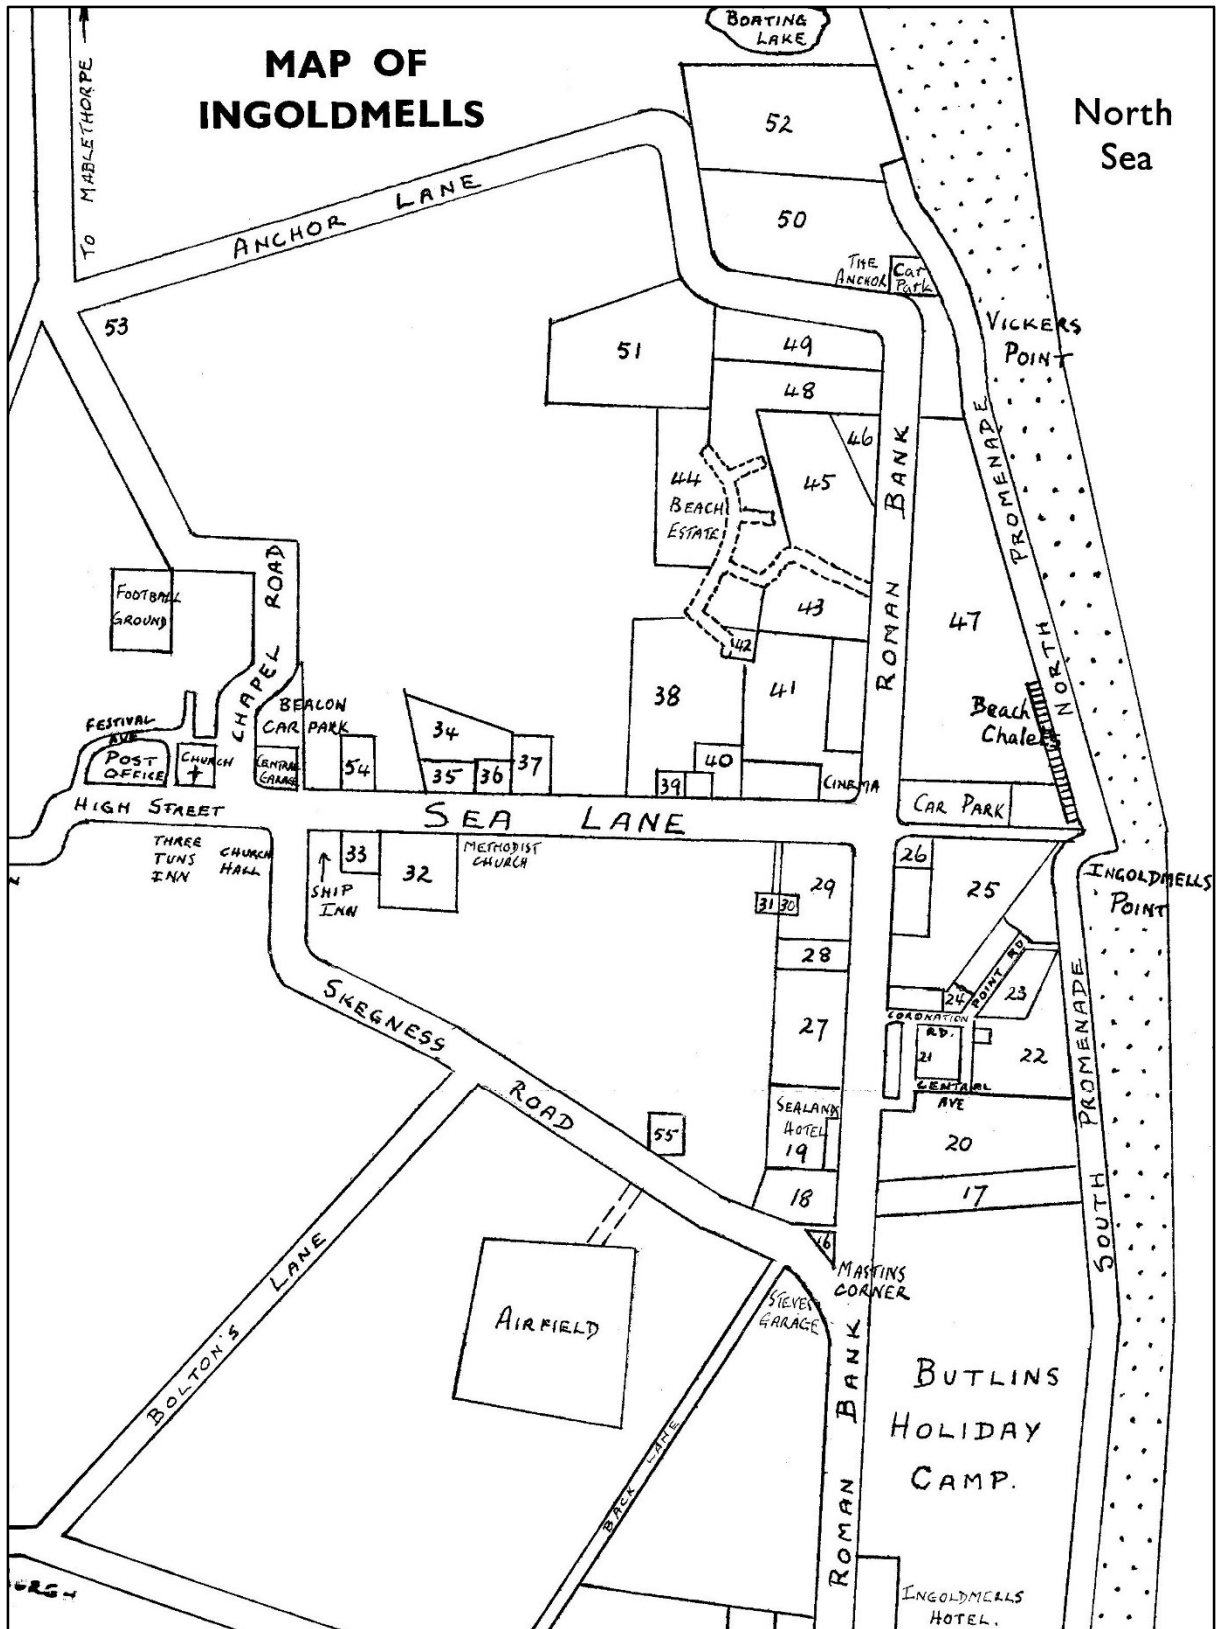 BOATING
LAKE
MAP OF
INGOLDMELLS
North
Sea
TO MABLETHORPE
52
ANCHOR LANE
50
THE
ANCHOR
Car
Park
53
VICKERS
POINT
51
49
48
46
45
44
BEACH
ESTATE
ROMAN BANK
NORTH PROMENADE
PROMENADE
FOOTBALL
GROUND
CHAPEL ROAD
43
47
42
38
41
Beach
Chalets
BEACON
CAR PARK
FESTIVAL
AVE
POST
OFFICE
CHURCH
CENTRAL
GARAGE
54
34
35
36
37
39
40
CINEMA
CAR PARK
HIGH STREET
SEA LANE
THREE
TUNS
INN
CHURCH
HALL
SHIP
INN
33
32
METHODIST
CHURCH
26
25
29
31
30
INGOLDMELLS
POINT
28
POINT RD
24
23
CORONATION
RD.
27
21
22
CENTRAL
AVE
SKEGNESS
ROAD
SEALAND
HOTEL
19
20
55
18
17
16
SOUTH PROMENADE
MASTINS
CORNER
STEVES
GARAGE
AIRFIELD
BOLTON'S LANE
BACK LANE
ROMAN BANK
BUTLINS
HOLIDAY
CAMP.
INGOLDMELLS
HOTEL.